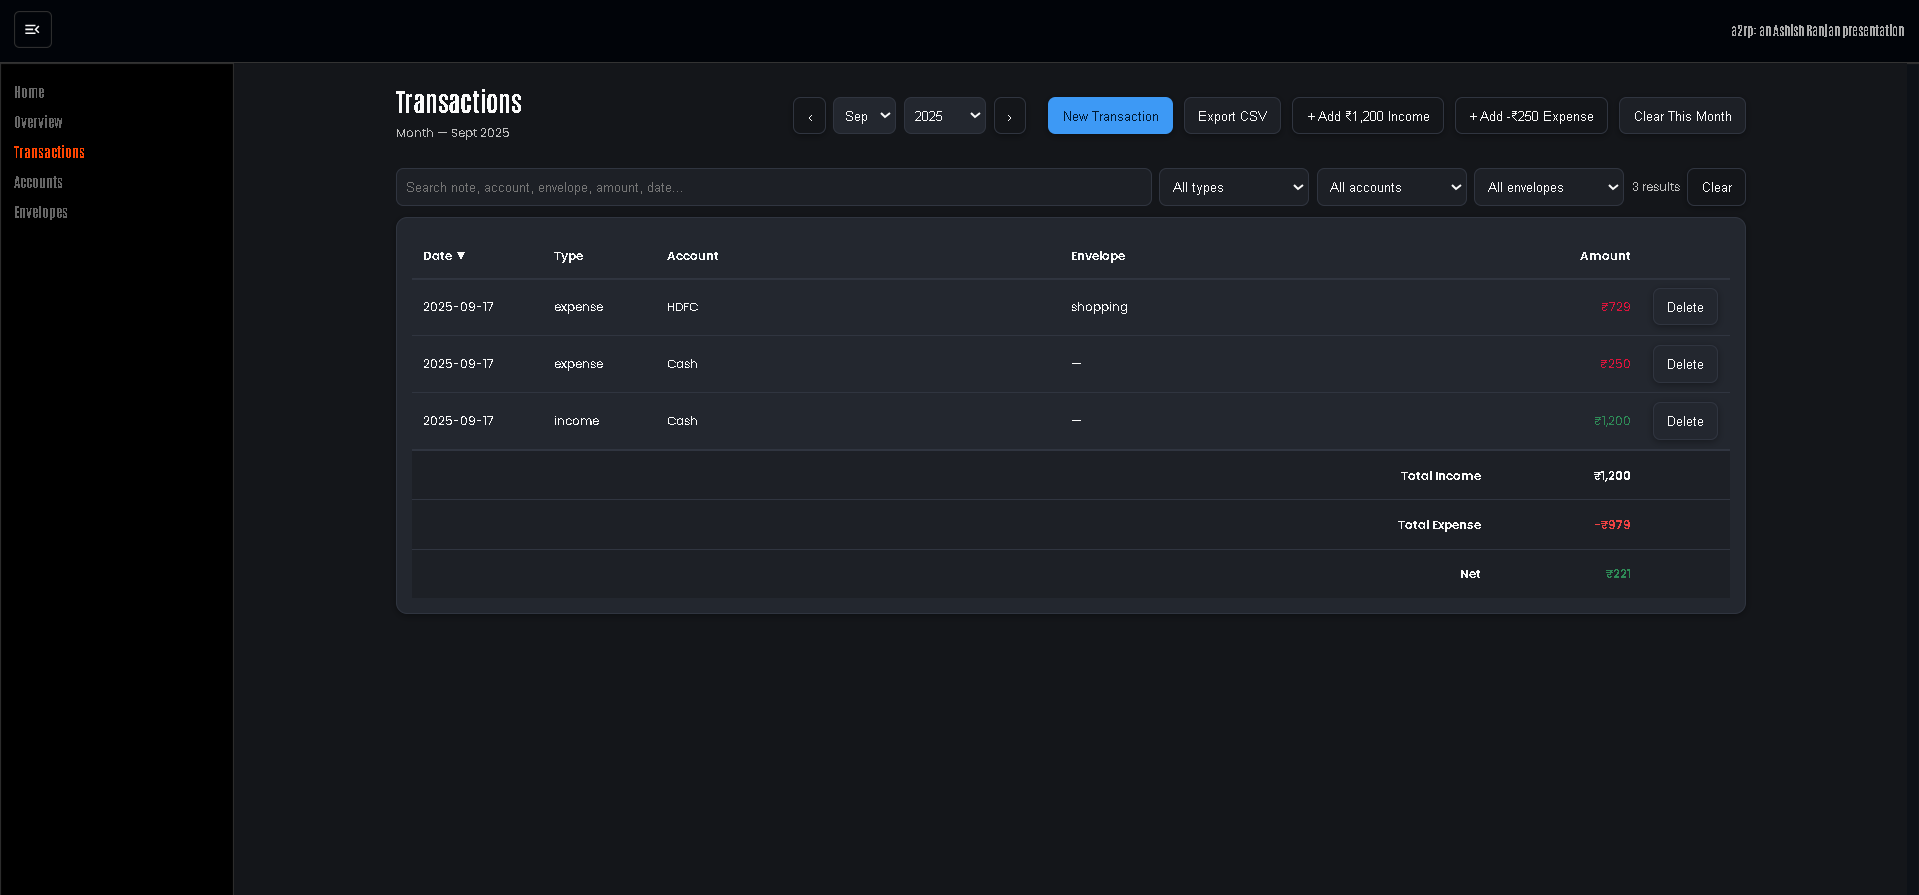 a2rp: an Ashish Ranjan presentation
Home
Overview
Transactions
Accounts
Envelopes
Transactions
Month — Sept 2025
‹ Sep 2025 › New Transaction Export CSV + Add ₹1,200 Income + Add -₹250 Expense Clear This Month
Search note, account, envelope, amount, date... All types All accounts All envelopes 3 results Clear
Date ▼ Type Account Envelope Amount
2025-09-17 expense HDFC shopping ₹729 Delete
2025-09-17 expense Cash — ₹250 Delete
2025-09-17 income Cash — ₹1,200 Delete
Total Income ₹1,200
Total Expense -₹979
Net ₹221